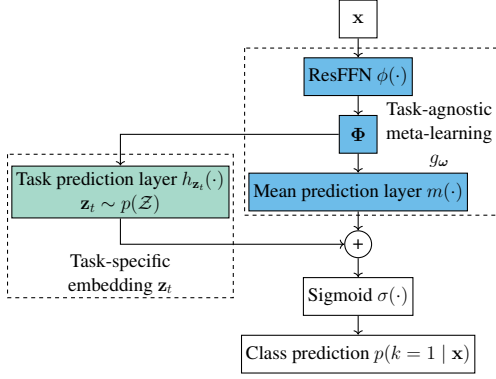 x
ResFFN ϕ(·)
Task-agnostic
meta-learning
g_ω
Φ
Task prediction layer h_{z_t}(·)
z_t ∼ p(𝒵)
Mean prediction layer m(·)
+
Task-specific
embedding z_t
Sigmoid σ(·)
Class prediction p(k = 1 | x)